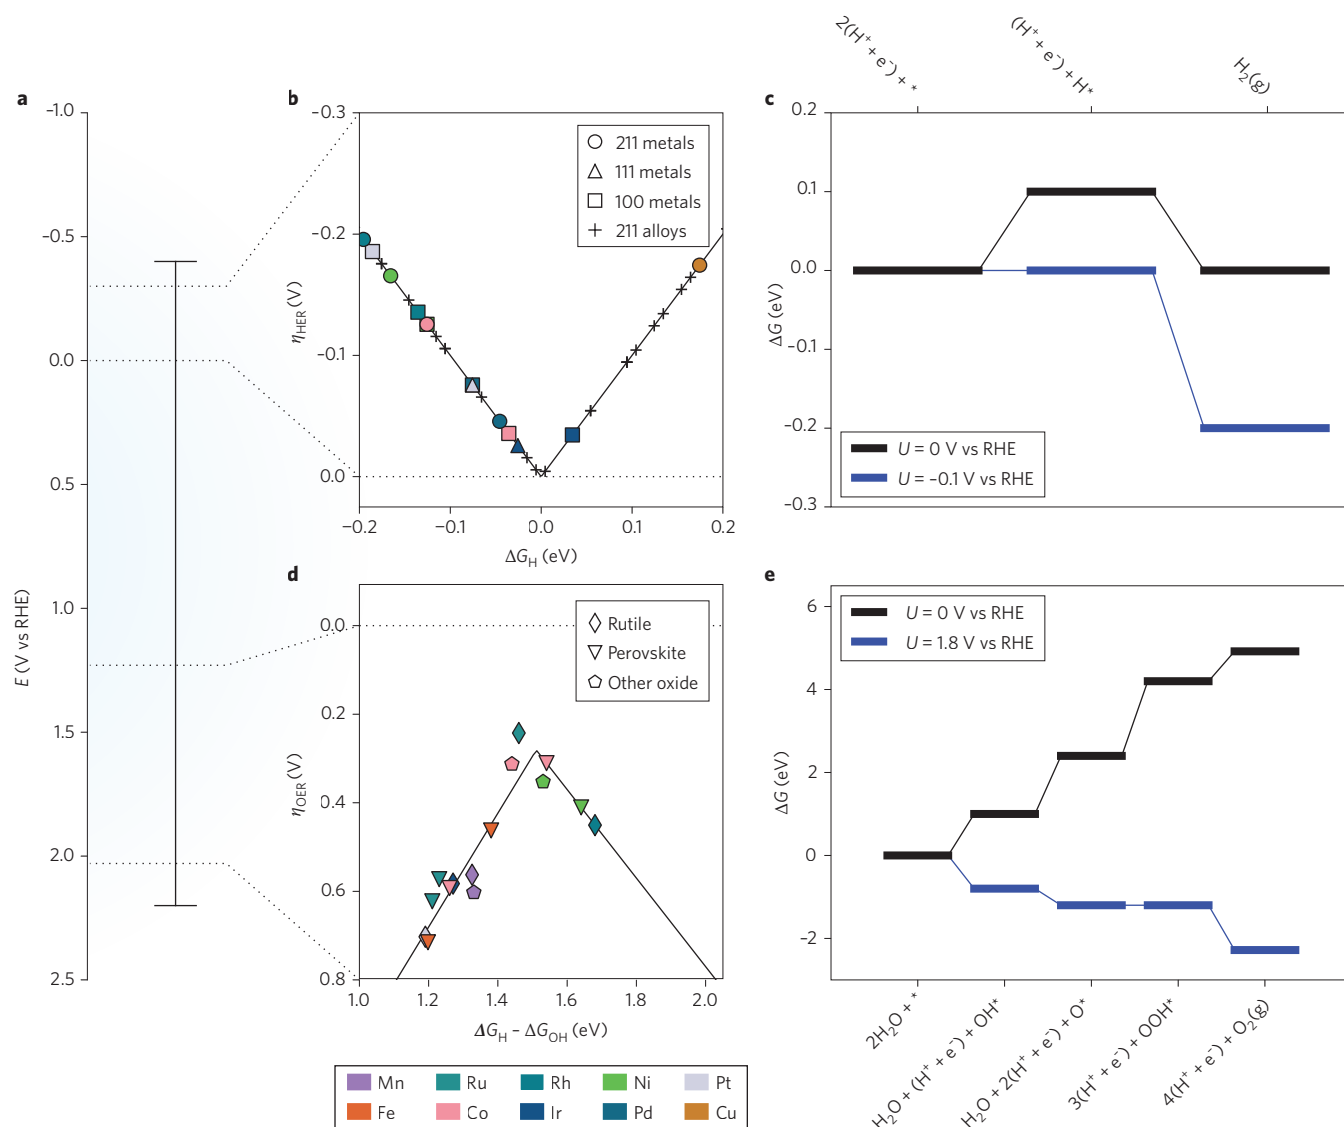 a
–1.0
–0.5
0.0
0.5
1.0
1.5
2.0
2.5
E (V vs RHE)
b
–0.3
–0.2
–0.1
0.0
ηHER (V)
211 metals
111 metals
100 metals
211 alloys
–0.2
–0.1
0.0
0.1
0.2
ΔGH (eV)
c
2(H⁺ + e⁻) + *
(H⁺ + e⁻) + H*
H₂(g)
0.2
0.1
0.0
–0.1
–0.2
–0.3
ΔG (eV)
U = 0 V vs RHE
U = –0.1 V vs RHE
d
0.0
0.2
0.4
0.6
0.8
ηOER (V)
Rutile
Perovskite
Other oxide
1.0
1.2
1.4
1.6
1.8
2.0
ΔGH – ΔGOH (eV)
e
6
4
2
0
–2
ΔG (eV)
U = 0 V vs RHE
U = 1.8 V vs RHE
2H₂O + *
H₂O + (H⁺ + e⁻) + OH*
H₂O + 2(H⁺ + e⁻) + O*
3(H⁺ + e⁻) + OOH*
4(H⁺ + e⁻) + O₂(g)
Mn Ru Rh Ni Pt
Fe Co Ir Pd Cu